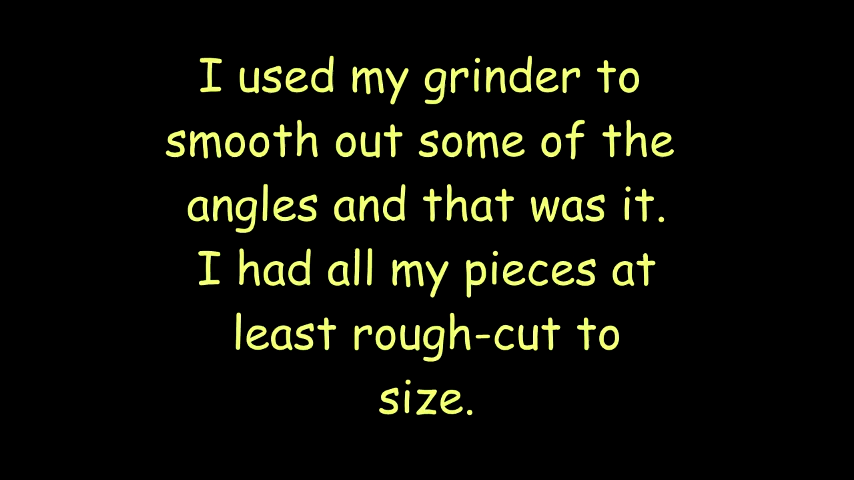 I used my grinder to
smooth out some of the
angles and that was it.
I had all my pieces at
least rough-cut to
size.